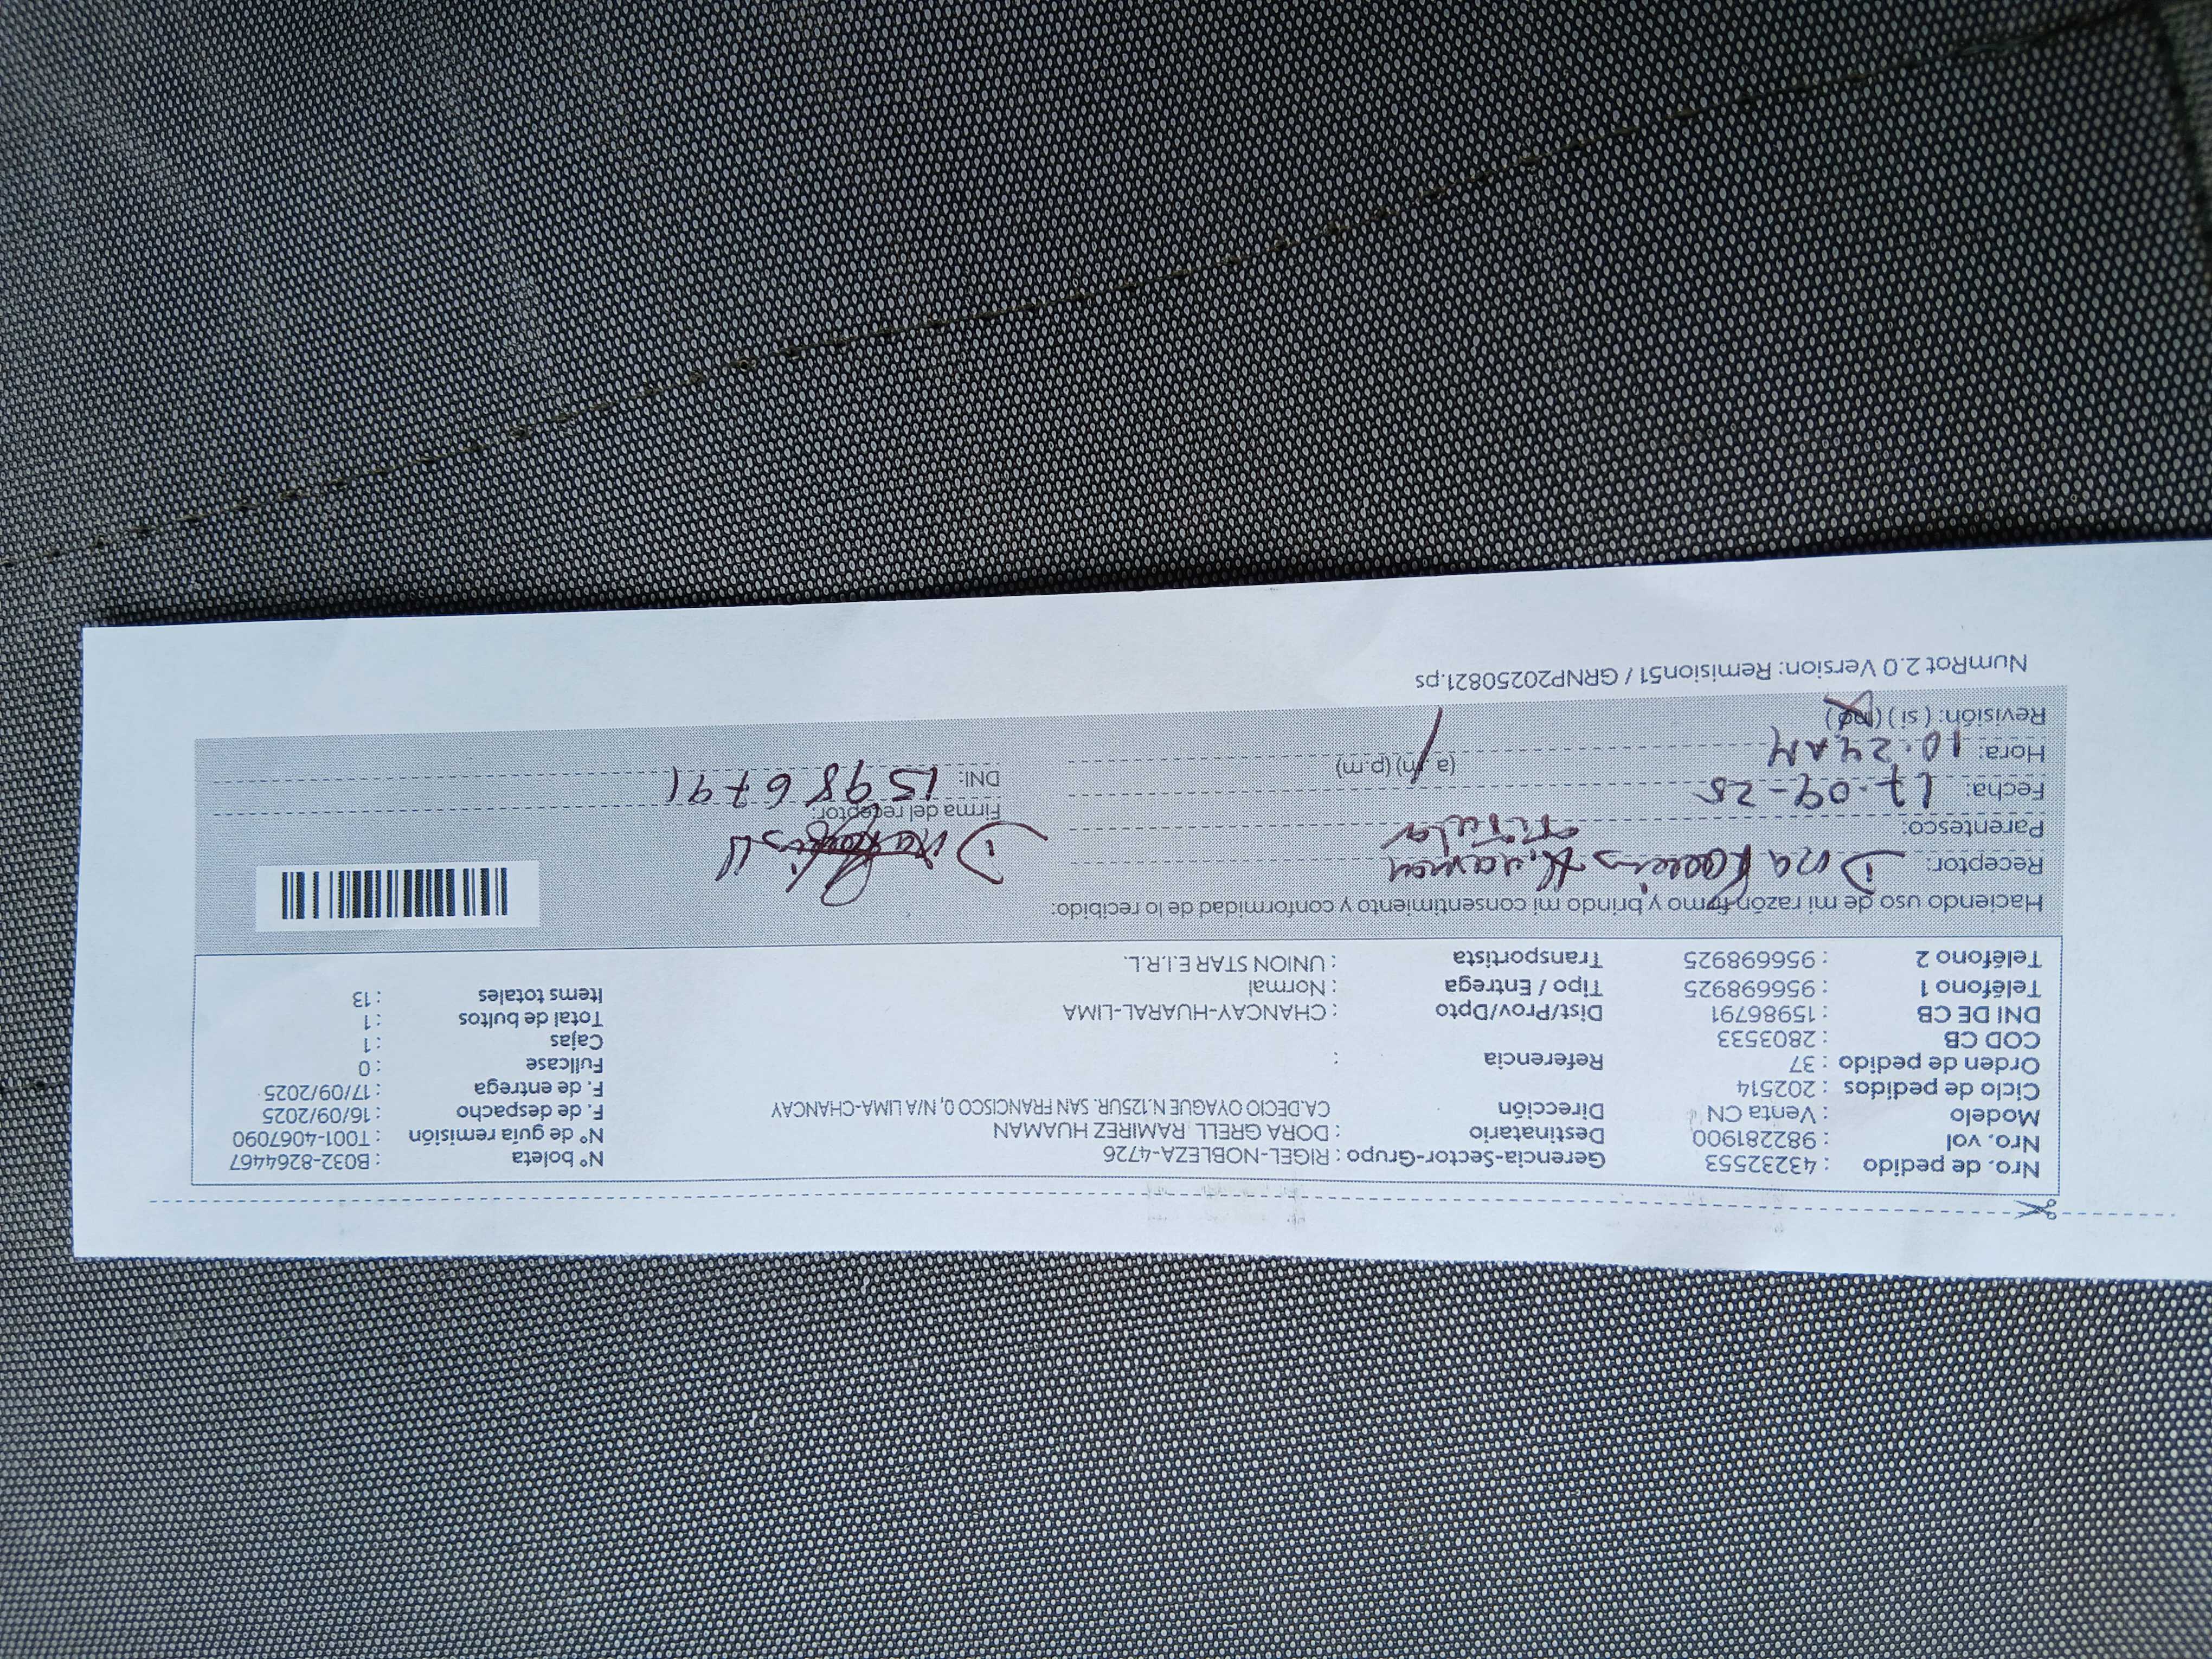 Nro. de pedido : 43232553 Gerencia-Sector-Grupo : RIGEL-NOBLEZA-4726 N° boleta : B032-8264467
Nro. vol : 982281900 Destinatario : DORA GRELL RAMIREZ HUAMAN N° de guía remisión : T001-4067090
Modelo : Venta CN Dirección CA.DECIO OYAGUE N.125UR. SAN FRANCISCO 0, N/A LIMA-CHANCAY F. de despacho : 16/09/2025
Ciclo de pedidos : 202514 F. de entrega : 17/09/2025
Orden de pedido : 37 Referencia : Fullcase : 0
COD CB : 2803533 Cajas : 1
DNI DE CB : 15986791 Dist/Prov/Dpto : CHANCAY-HUARAL-LIMA Total de bultos : 1
Teléfono 1 : 956698925 Tipo / Entrega : Normal Items totales : 13
Teléfono 2 : 956698925 Transportista : UNION STAR E.I.R.L.
Haciendo uso de mi razón firmo y brindo mi consentimiento y conformidad de lo recibido:
Receptor:
Parentesco: Titular
Firma del receptor:
Fecha: 17-09-25
DNI: 15986791
Hora: 10.24 AM (a m) (p.m)
Revisión: ( si ) ( no )
NumRot 2.0 Version: Remision51 / GRNP20250821.ps